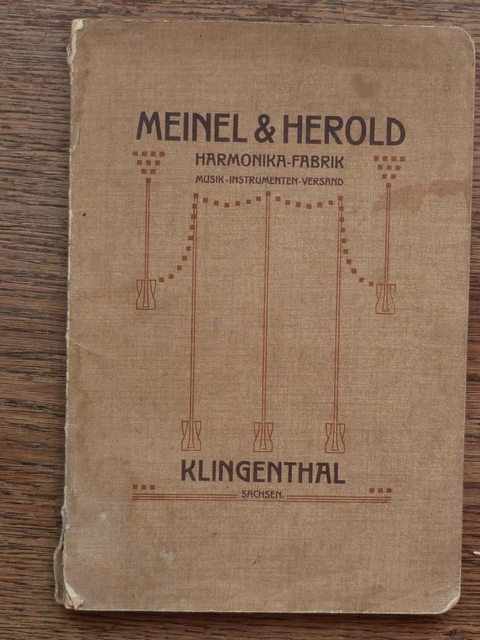 MEINEL & HEROLD
HARMONIKA-FABRIK
MUSIK-INSTRUMENTEN-VERSAND
KLINGENTHAL
SACHSEN.